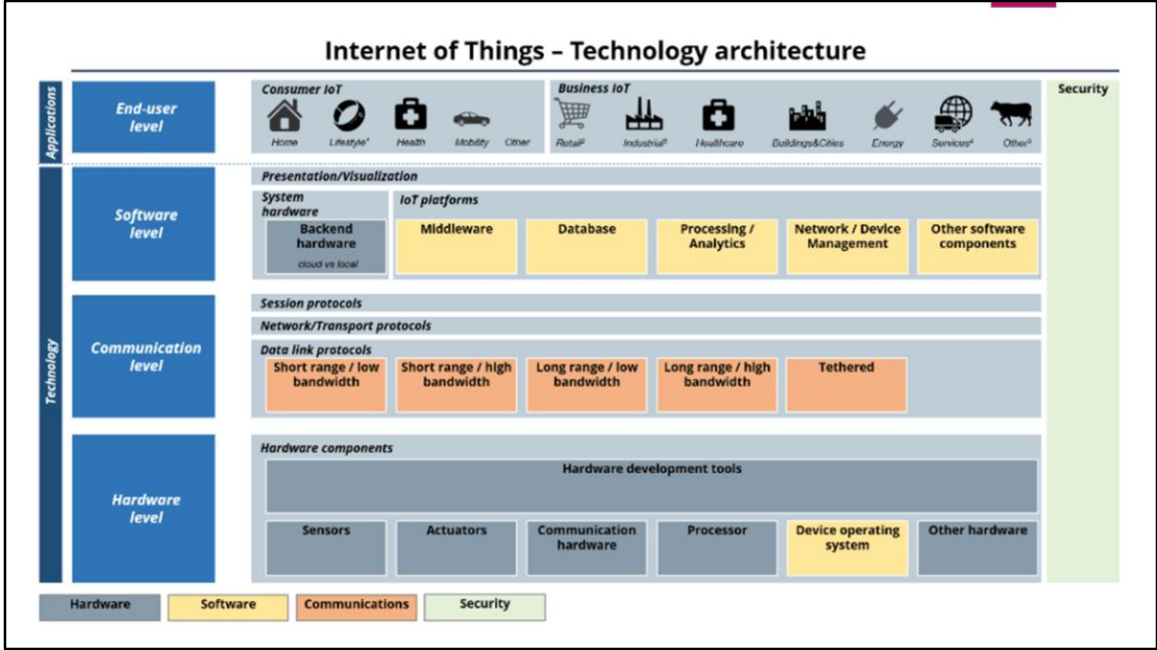 Internet of Things – Technology architecture
Applications
End-user
level
Consumer IoT
Home
Lifestyle
Health
Mobility
Other
Business IoT
Retail
Industrial
Healthcare
Buildings&Cities
Energy
Services
Other
Security
Technology
Software
level
Presentation/Visualization
System
hardware
Backend
hardware
cloud vs local
IoT platforms
Middleware
Database
Processing /
Analytics
Network / Device
Management
Other software
components
Communication
level
Session protocols
Network/Transport protocols
Data link protocols
Short range / low
bandwidth
Short range / high
bandwidth
Long range / low
bandwidth
Long range / high
bandwidth
Tethered
Hardware
level
Hardware components
Hardware development tools
Sensors
Actuators
Communication
hardware
Processor
Device operating
system
Other hardware
Hardware
Software
Communications
Security